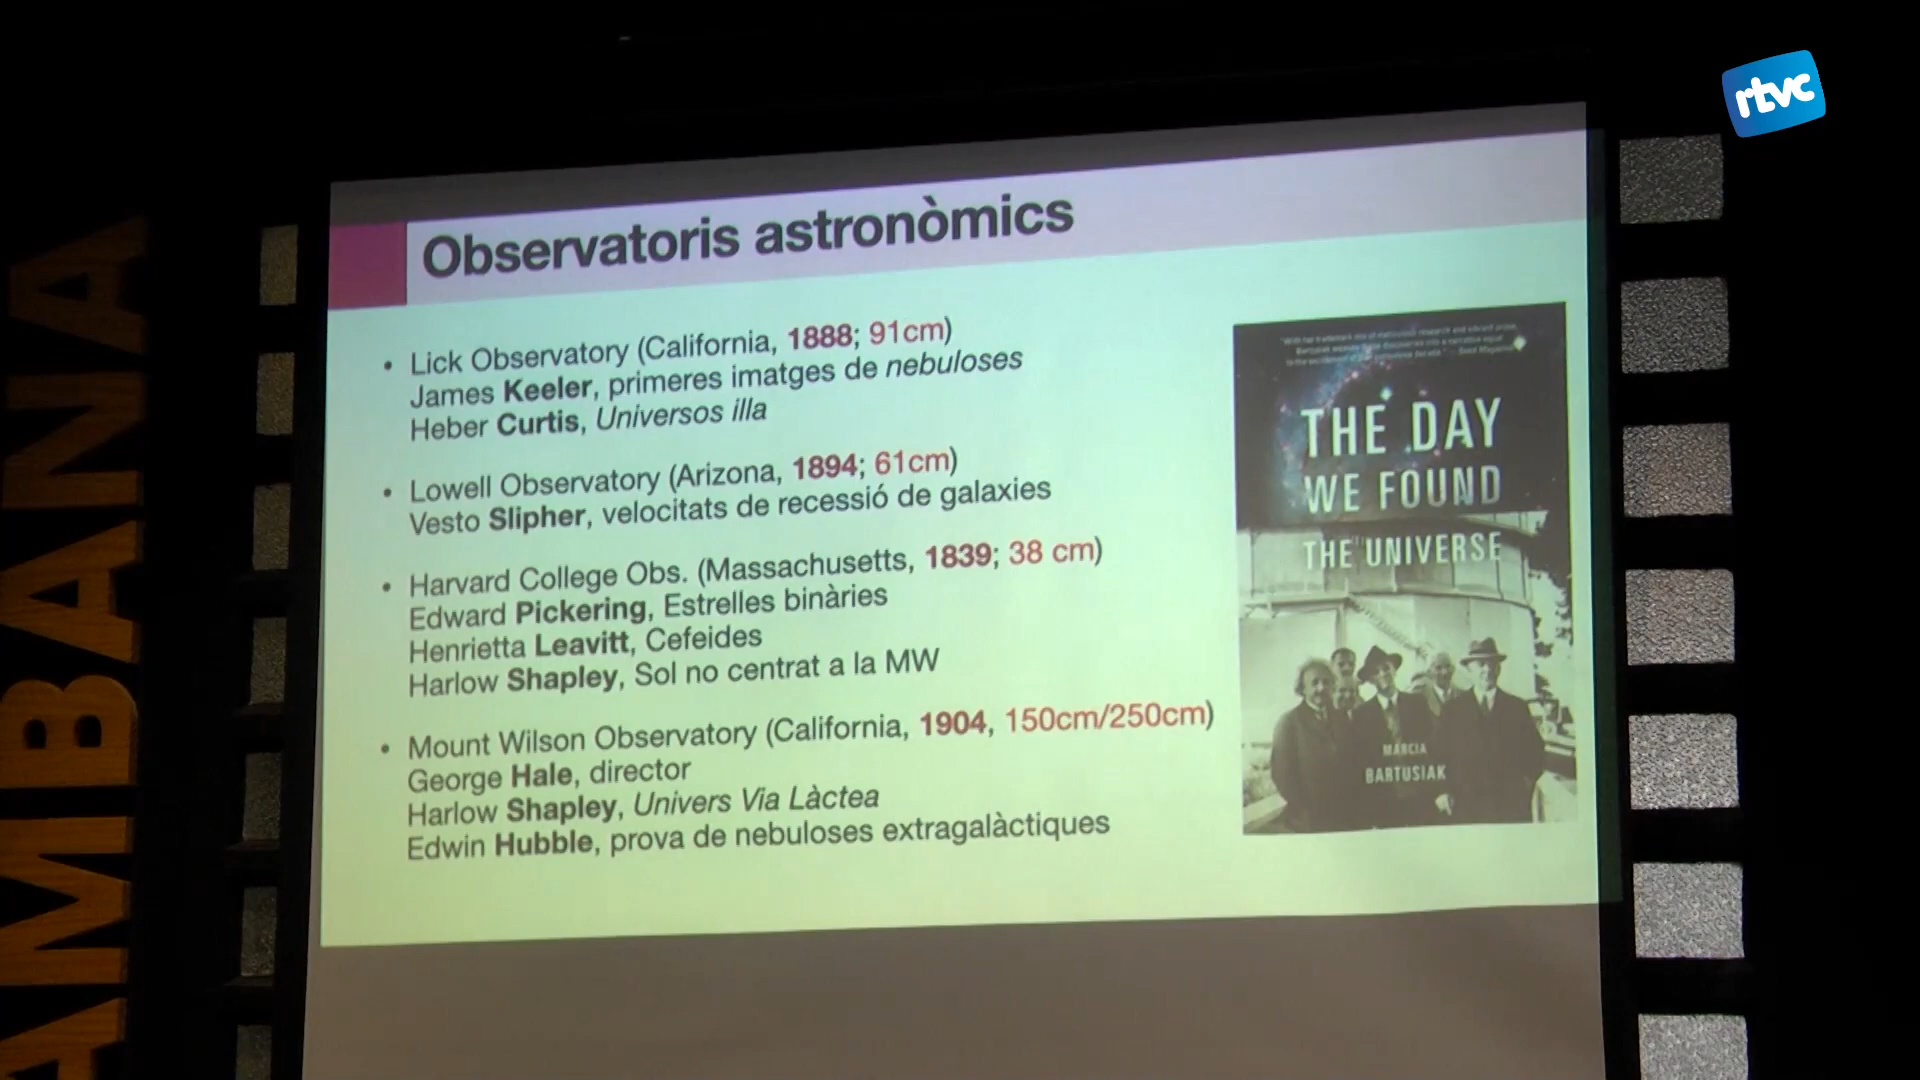 rtvc
AMBANA
Observatoris astronòmics
• Lick Observatory (California, 1888; 91cm)
James Keeler, primeres imatges de nebuloses
Heber Curtis, Universos illa
• Lowell Observatory (Arizona, 1894; 61cm)
Vesto Slipher, velocitats de recessió de galaxies
• Harvard College Obs. (Massachusetts, 1839; 38 cm)
Edward Pickering, Estrelles binàries
Henrietta Leavitt, Cefeides
Harlow Shapley, Sol no centrat a la MW
• Mount Wilson Observatory (California, 1904, 150cm/250cm)
George Hale, director
Harlow Shapley, Univers Via Làctea
Edwin Hubble, prova de nebuloses extragalàctiques
THE DAY
WE FOUND
THE UNIVERSE
MARCIA
BARTUSIAK